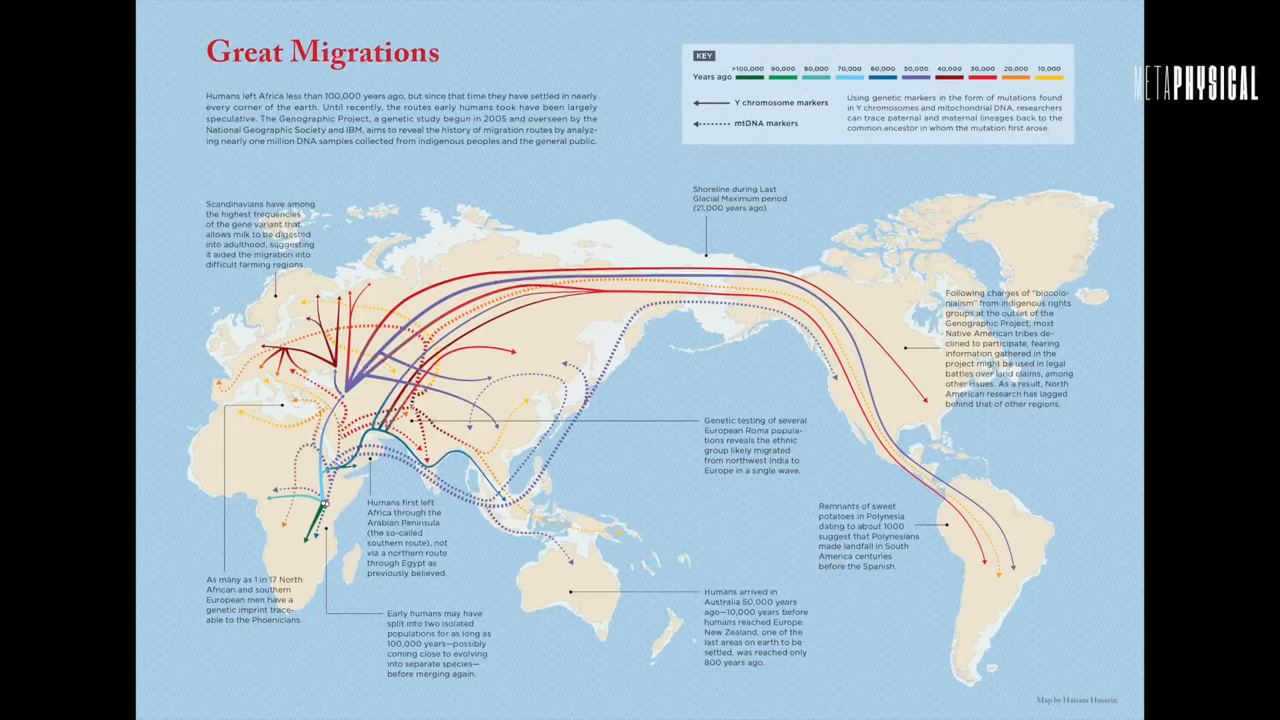 Great Migrations
Humans left Africa less than 100,000 years ago, but since that time they have settled in nearly
every corner of the earth. Until recently, the routes early humans took have been largely
speculative. The Genographic Project, a genetic study begun in 2005 and overseen by the
National Geographic Society and IBM, aims to reveal the history of migration routes by analyz-
ing nearly one million DNA samples collected from indigenous peoples and the general public.
KEY
>100,000 90,000 80,000 70,000 60,000 50,000 40,000 30,000 20,000 10,000
Years ago
Y chromosome markers
mtDNA markers
Using genetic markers in the form of mutations found
in Y chromosomes and mitochondrial DNA, researchers
can trace paternal and maternal lineages back to the
common ancestor in whom the mutation first arose.
METAPHYSICAL
Scandinavians have among
the highest frequencies
of the gene variant that
allows milk to be digested
into adulthood, suggesting
it aided the migration into
difficult farming regions.
Shoreline during Last
Glacial Maximum period
(21,000 years ago)
Following charges of "biocolo-
nialism" from indigenous rights
groups at the outset of the
Genographic Project, most
Native American tribes de-
clined to participate, fearing
information gathered in the
project might be used in legal
battles over land claims, among
other issues. As a result, North
American research has lagged
behind that of other regions.
Genetic testing of several
European Roma popula-
tions reveals the ethnic
group likely migrated
from northwest India to
Europe in a single wave.
Humans first left
Africa through the
Arabian Peninsula
(the so-called
southern route), not
via a northern route
through Egypt as
previously believed.
Remnants of sweet
potatoes in Polynesia
dating to about 1000
suggest that Polynesians
made landfall in South
America centuries
before the Spanish.
As many as 1 in 17 North
African and southern
European men have a
genetic imprint trace-
able to the Phoenicians.
Early humans may have
split into two isolated
populations for as long as
100,000 years—possibly
coming close to evolving
into separate species—
before merging again.
Humans arrived in
Australia 50,000 years
ago—10,000 years before
humans reached Europe.
New Zealand, one of the
last areas on earth to be
settled, was reached only
800 years ago.
Map by Haisam Hussein